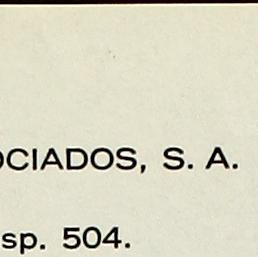 OCIADOS, S. A.
sp. 504.